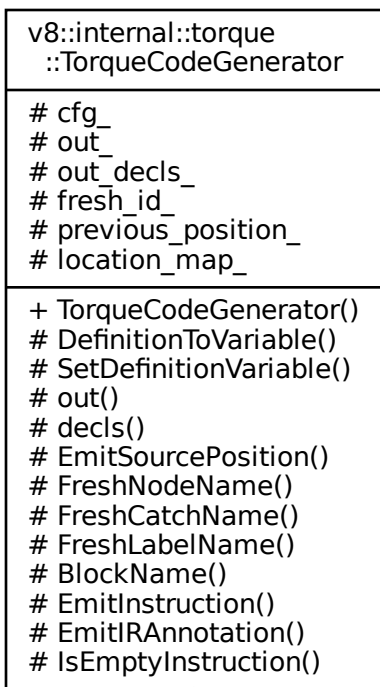 v8::internal::torque
::TorqueCodeGenerator
# cfg_
# out_
# out_decls_
# fresh_id_
# previous_position_
# location_map_
+ TorqueCodeGenerator()
# DefinitionToVariable()
# SetDefinitionVariable()
# out()
# decls()
# EmitSourcePosition()
# FreshNodeName()
# FreshCatchName()
# FreshLabelName()
# BlockName()
# EmitInstruction()
# EmitIRAnnotation()
# IsEmptyInstruction()